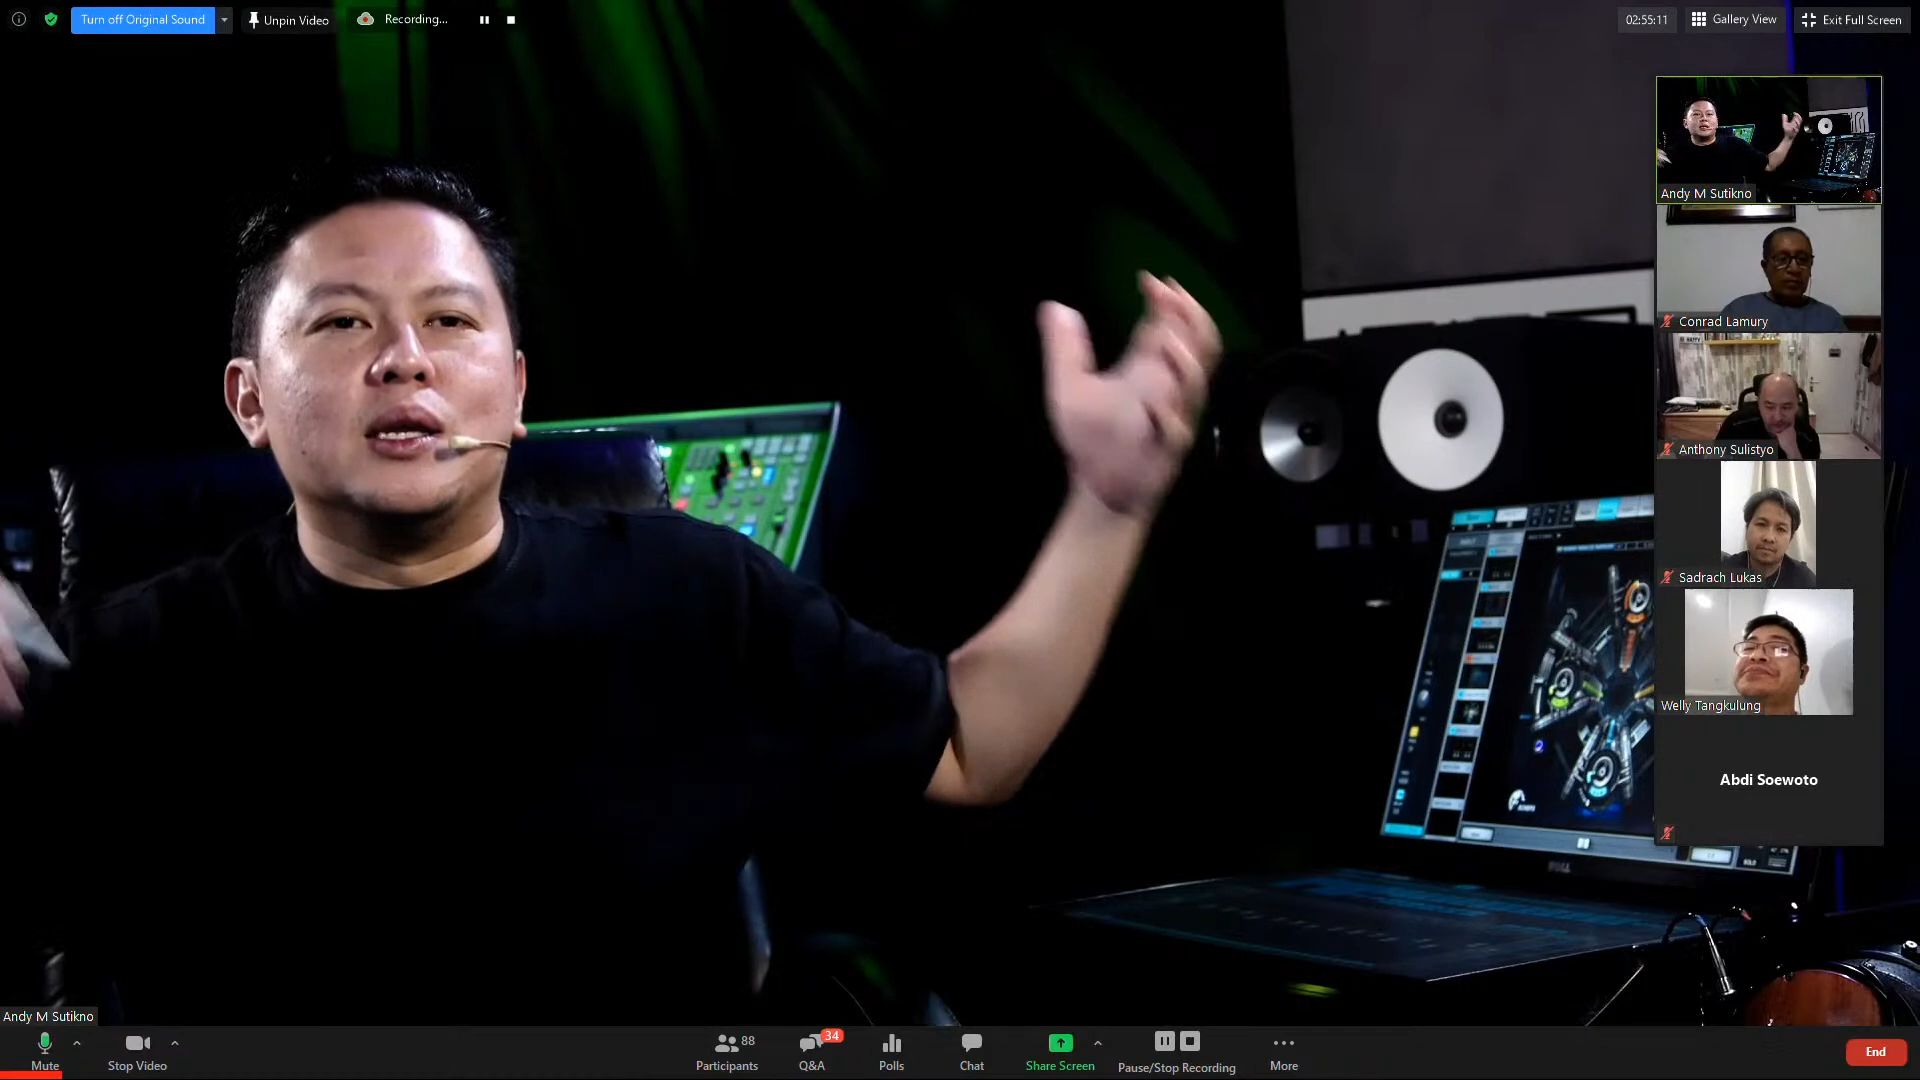 Turn off Original Sound
Unpin Video
Recording...
02:55:11
Gallery View
Exit Full Screen
Andy M Sutikno
Conrad Lamury
Anthony Sulistyo
Sadrach Lukas
Welly Tangkulung
Abdi Soewoto
Andy M Sutikno
Mute
Stop Video
88
Participants
34
Q&A
Polls
Chat
Share Screen
Pause/Stop Recording
More
End